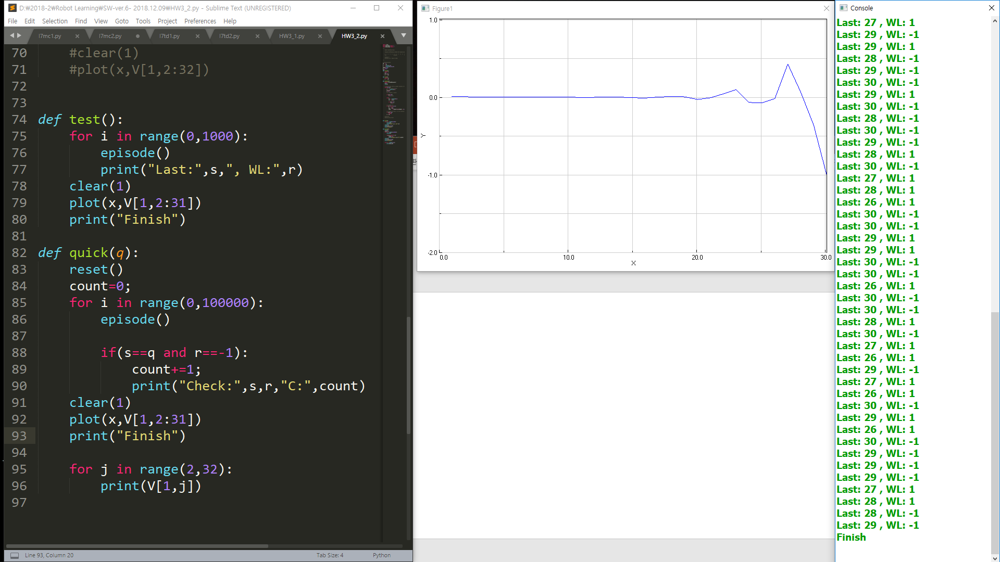 D:₩2018-2₩Robot Learning₩SW-ver.6- 2018.12.09₩HW3_2.py - Sublime Text (UNREGISTERED)
File Edit Selection Find View Goto Tools Project Preferences Help
l7mc1.py l7mc2.py l7td1.py l7td2.py HW3_1.py HW3_2.py
70 #clear(1)
71 #plot(x,V[1,2:32])
72
73
74 def test():
75 for i in range(0,1000):
76 episode()
77 print("Last:",s,", WL:",r)
78 clear(1)
79 plot(x,V[1,2:31])
80 print("Finish")
81
82 def quick(q):
83 reset()
84 count=0;
85 for i in range(0,100000):
86 episode()
87
88 if(s==q and r==-1):
89 count+=1;
90 print("Check:",s,r,"C:",count)
91 clear(1)
92 plot(x,V[1,2:31])
93 print("Finish")
94
95 for j in range(2,32):
96 print(V[1,j])
97
Line 93, Column 20
Tab Size: 4
Python
Figure1
1.0
0.0
Y
-1.0
-2.0
0.0 10.0 20.0 30.0
X
Console
Last: 27 , WL: 1
Last: 29 , WL: -1
Last: 29 , WL: 1
Last: 28 , WL: -1
Last: 29 , WL: -1
Last: 30 , WL: -1
Last: 29 , WL: 1
Last: 30 , WL: -1
Last: 28 , WL: -1
Last: 30 , WL: -1
Last: 29 , WL: -1
Last: 28 , WL: 1
Last: 30 , WL: -1
Last: 27 , WL: 1
Last: 28 , WL: 1
Last: 26 , WL: 1
Last: 30 , WL: -1
Last: 30 , WL: -1
Last: 29 , WL: 1
Last: 29 , WL: 1
Last: 30 , WL: -1
Last: 30 , WL: -1
Last: 26 , WL: 1
Last: 30 , WL: -1
Last: 30 , WL: -1
Last: 28 , WL: 1
Last: 30 , WL: -1
Last: 27 , WL: 1
Last: 26 , WL: 1
Last: 29 , WL: -1
Last: 27 , WL: 1
Last: 26 , WL: 1
Last: 30 , WL: -1
Last: 29 , WL: 1
Last: 26 , WL: 1
Last: 30 , WL: -1
Last: 29 , WL: -1
Last: 29 , WL: -1
Last: 29 , WL: -1
Last: 27 , WL: 1
Last: 28 , WL: 1
Last: 28 , WL: -1
Last: 29 , WL: -1
Finish